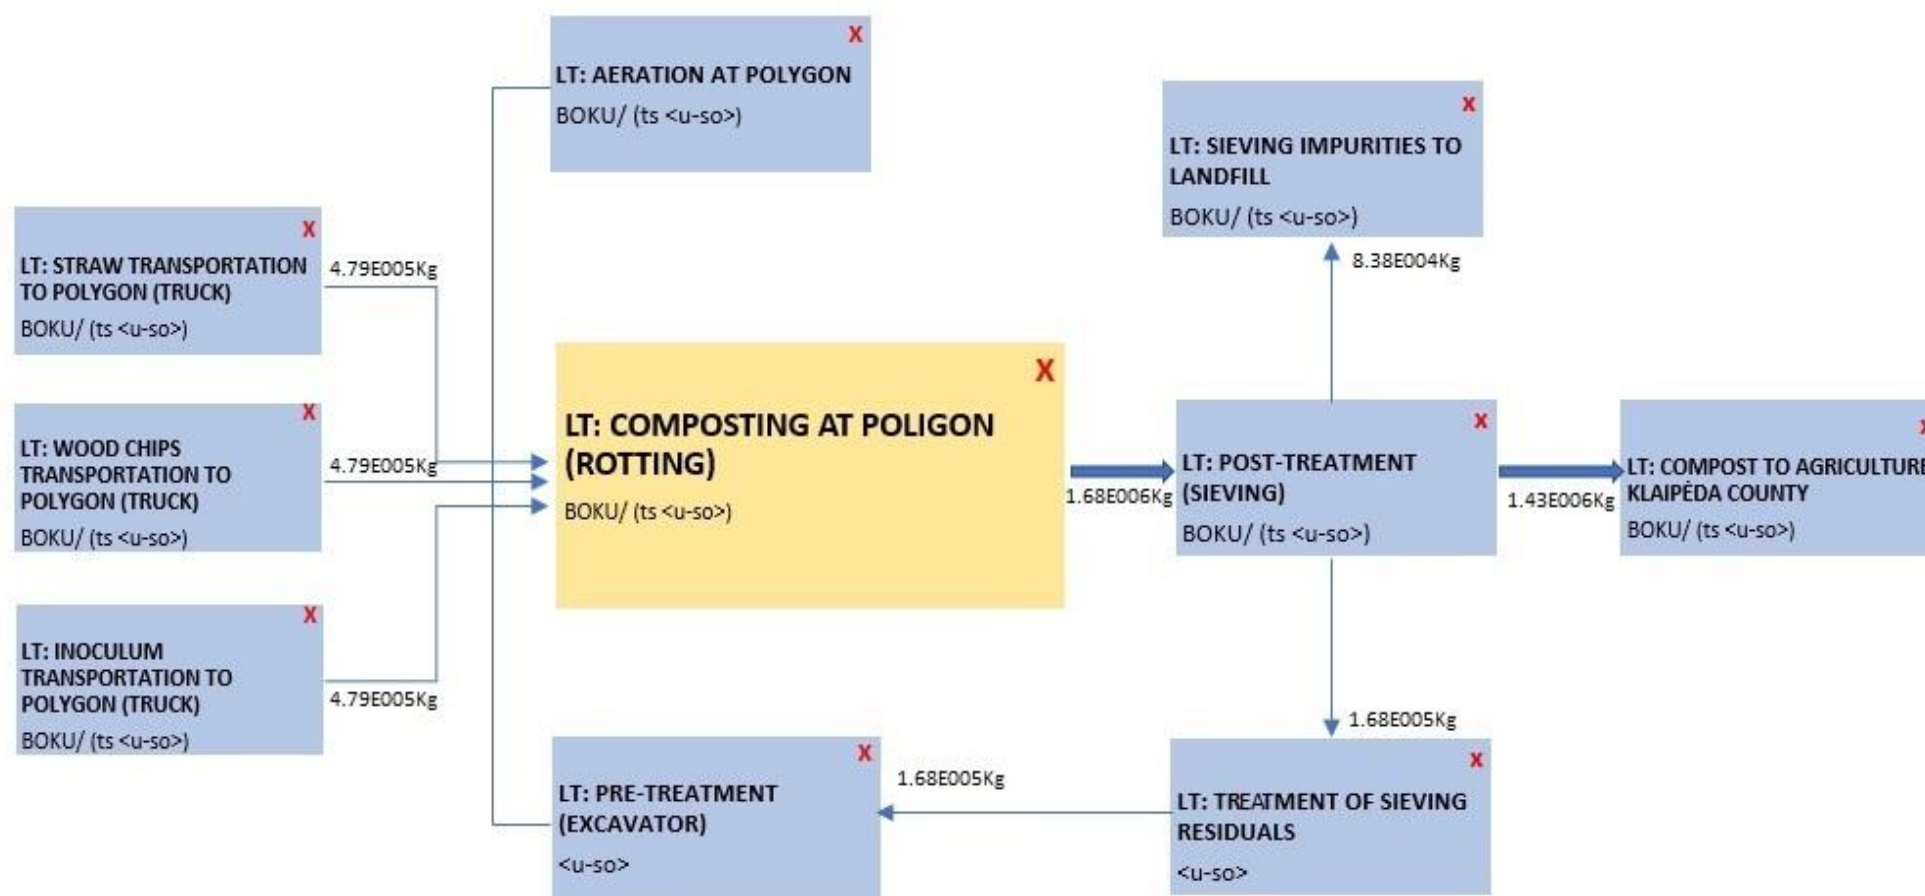 X
LT: AERATION AT POLYGON
BOKU/ (ts <u-so>)
X
LT: SIEVING IMPURITIES TO
LANDFILL
BOKU/ (ts <u-so>)
8.38E004Kg
X
LT: STRAW TRANSPORTATION
TO POLYGON (TRUCK)
BOKU/ (ts <u-so>)
4.79E005Kg
X
LT: WOOD CHIPS
TRANSPORTATION TO
POLYGON (TRUCK)
BOKU/ (ts <u-so>)
4.79E005Kg
X
LT: INOCULUM
TRANSPORTATION TO
POLYGON (TRUCK)
BOKU/ (ts <u-so>)
4.79E005Kg
X
LT: COMPOSTING AT POLIGON
(ROTTING)
BOKU/ (ts <u-so>)
1.68E006Kg
X
LT: POST-TREATMENT
(SIEVING)
BOKU/ (ts <u-so>)
1.43E006Kg
X
LT: COMPOST TO AGRICULTURE
KLAIPĖDA COUNTY
BOKU/ (ts <u-so>)
1.68E005Kg
X
LT: TREATMENT OF SIEVING
RESIDUALS
<u-so>
1.68E005Kg
X
LT: PRE-TREATMENT
(EXCAVATOR)
<u-so>